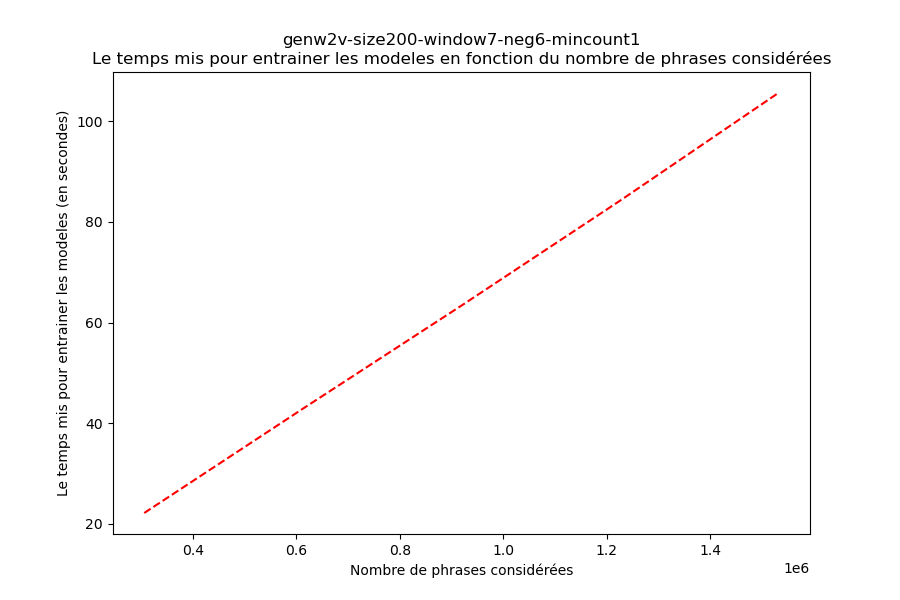 genw2v-size200-window7-neg6-mincount1
Le temps mis pour entrainer les modeles en fonction du nombre de phrases considérées
Le temps mis pour entrainer les modeles (en secondes)
100
80
60
40
20
0.4 0.6 0.8 1.0 1.2 1.4
1e6
Nombre de phrases considérées